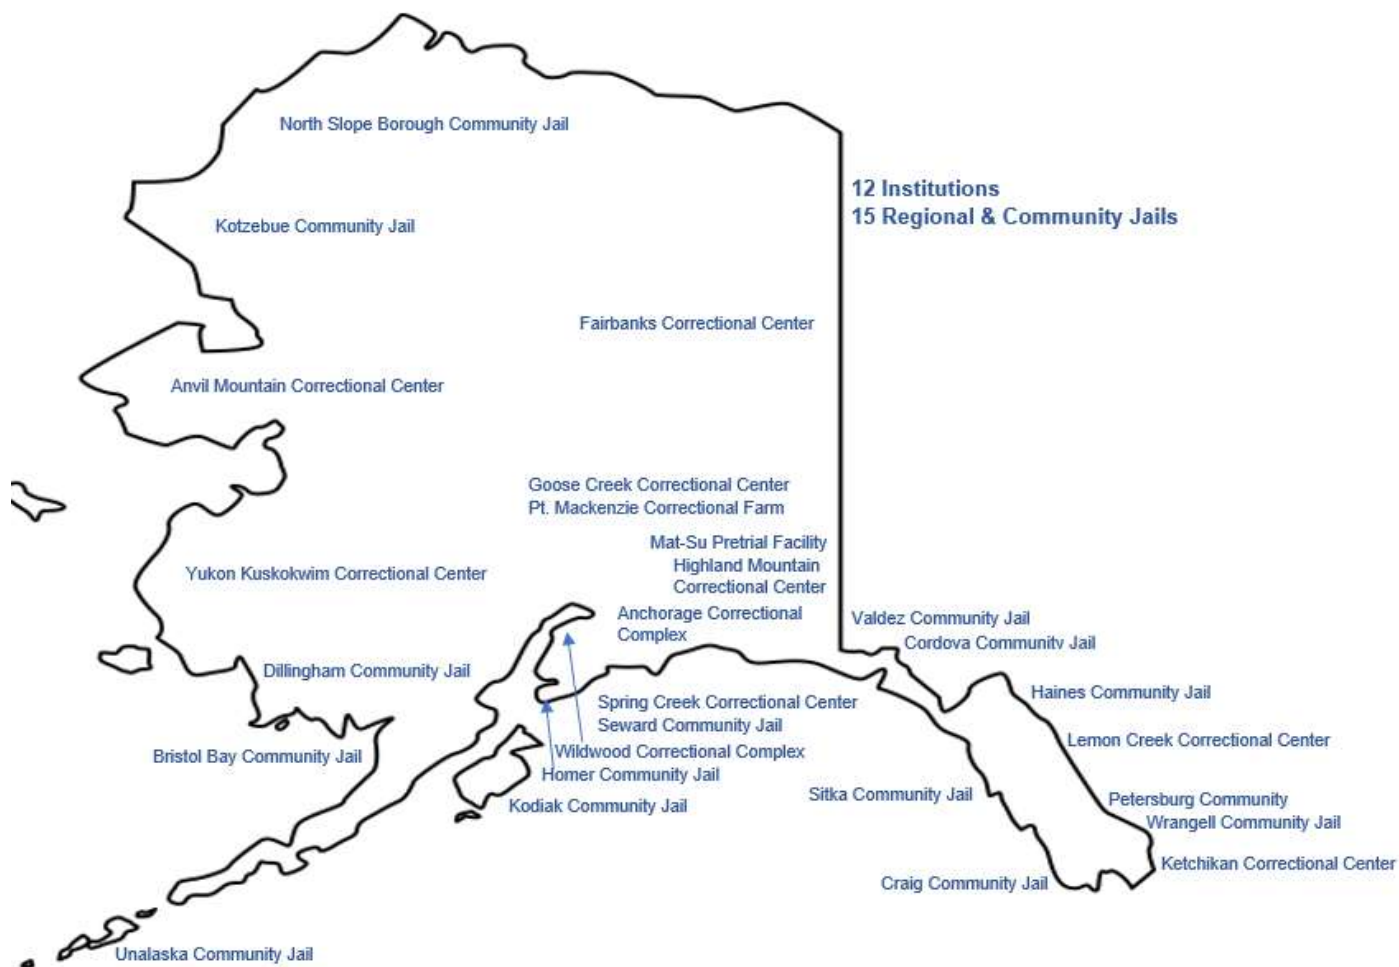 North Slope Borough Community Jail
12 Institutions
15 Regional & Community Jails
Kotzebue Community Jail
Fairbanks Correctional Center
Anvil Mountain Correctional Center
Goose Creek Correctional Center
Pt. Mackenzie Correctional Farm
Mat-Su Pretrial Facility
Highland Mountain
Correctional Center
Yukon Kuskokwim Correctional Center
Anchorage Correctional
Complex
Valdez Community Jail
Cordova Community Jail
Dillingham Community Jail
Haines Community Jail
Spring Creek Correctional Center
Seward Community Jail
Lemon Creek Correctional Center
Wildwood Correctional Complex
Bristol Bay Community Jail
Homer Community Jail
Sitka Community Jail
Kodiak Community Jail
Petersburg Community
Wrangell Community Jail
Ketchikan Correctional Center
Craig Community Jail
Unalaska Community Jail